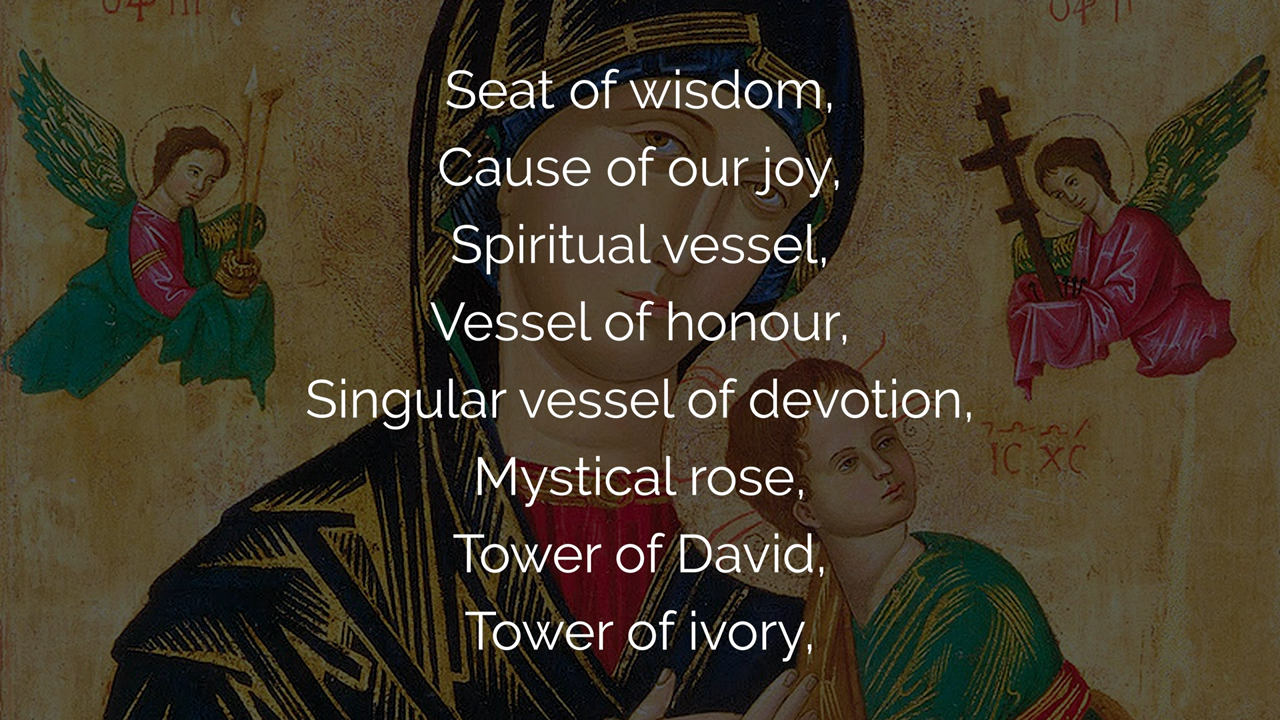 Seat of wisdom,
Cause of our joy,
Spiritual vessel,
Vessel of honour,
Singular vessel of devotion,
Mystical rose,
Tower of David,
Tower of ivory,
IC XC